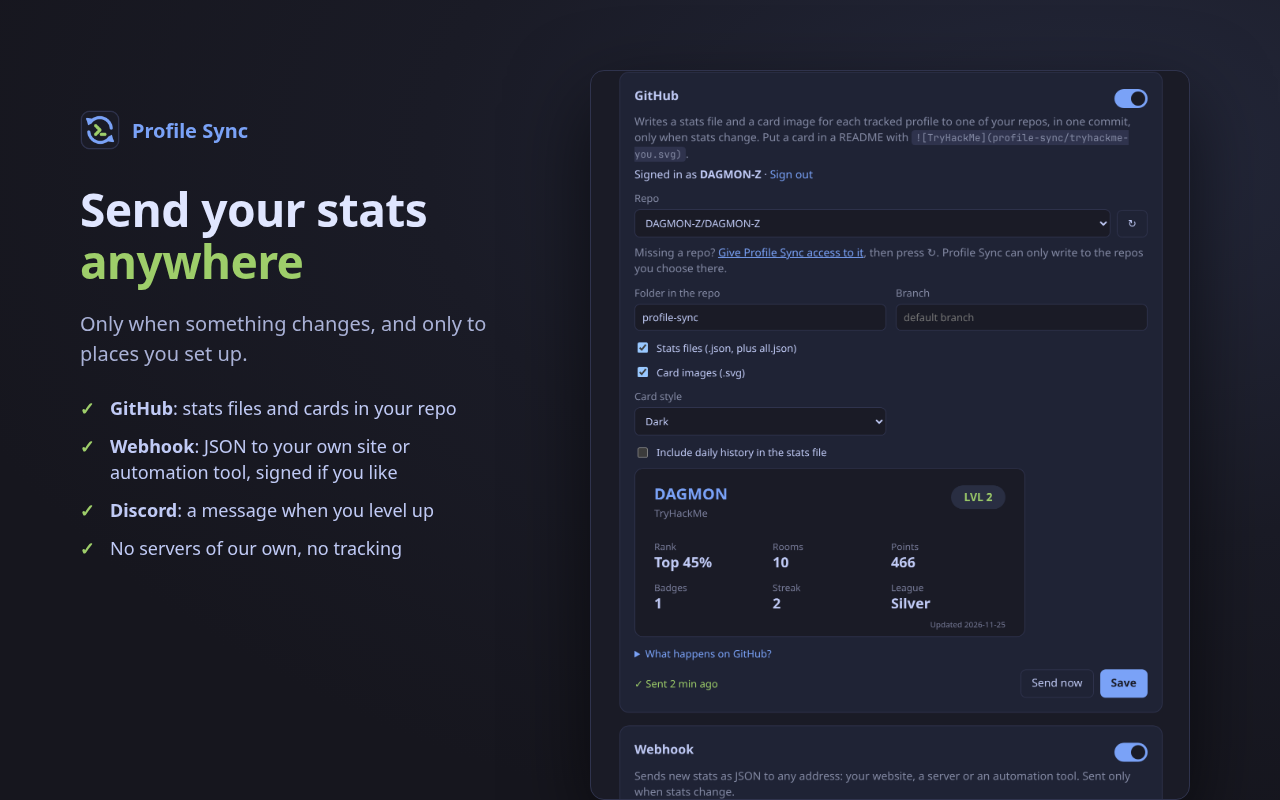 Profile Sync
Send your stats
anywhere
Only when something changes, and only to
places you set up.
✓ GitHub: stats files and cards in your repo
✓ Webhook: JSON to your own site or
automation tool, signed if you like
✓ Discord: a message when you level up
✓ No servers of our own, no tracking
GitHub
Writes a stats file and a card image for each tracked profile to one of your repos, in one commit,
only when stats change. Put a card in a README with ![TryHackMe](profile-sync/tryhackme-
you.svg).
Signed in as DAGMON-Z · Sign out
Repo
DAGMON-Z/DAGMON-Z ↻
Missing a repo? Give Profile Sync access to it, then press ↻. Profile Sync can only write to the repos
you choose there.
Folder in the repo Branch
profile-sync default branch
Stats files (.json, plus all.json)
Card images (.svg)
Card style
Dark
Include daily history in the stats file
DAGMON LVL 2
TryHackMe
Rank Rooms Points
Top 45% 10 466
Badges Streak League
1 2 Silver
Updated 2026-11-25
▶ What happens on GitHub?
✓ Sent 2 min ago Send now Save
Webhook
Sends new stats as JSON to any address: your website, a server or an automation tool. Sent only
when stats change.